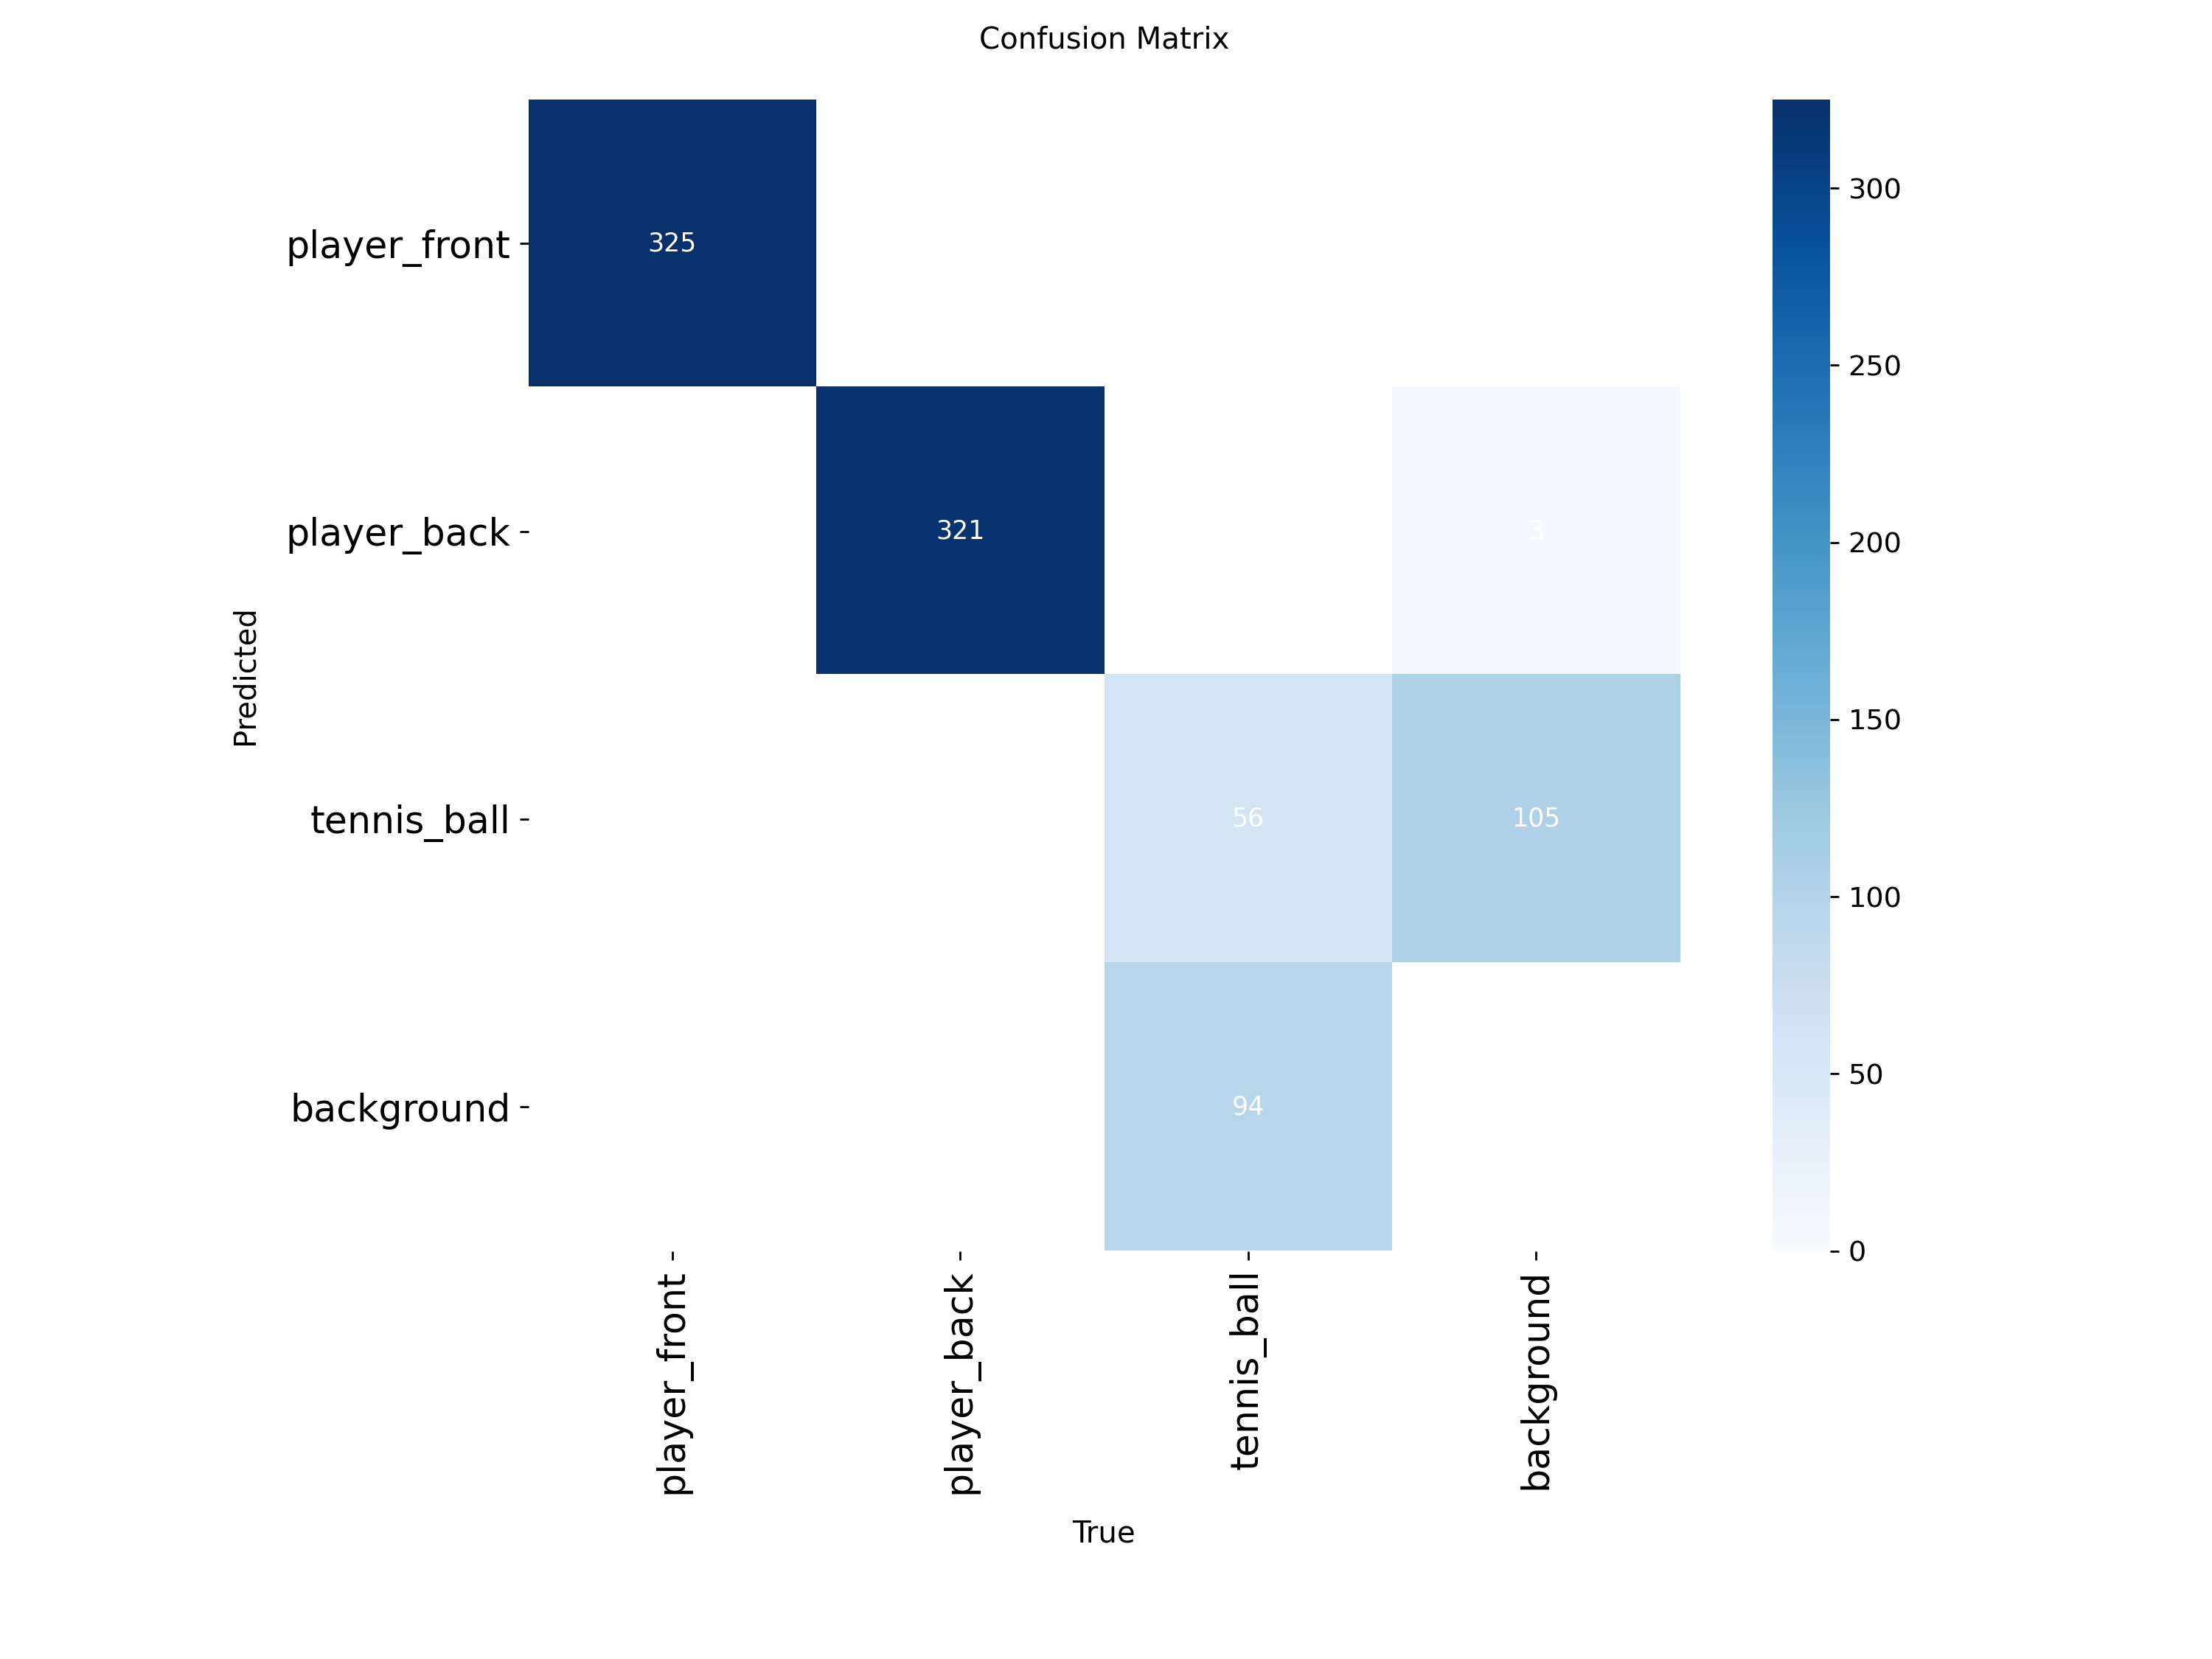 Confusion Matrix
player_front
325
300
250
player_back
321
3
200
Predicted
150
tennis_ball
56
105
100
background
94
50
0
player_front
player_back
tennis_ball
background
True